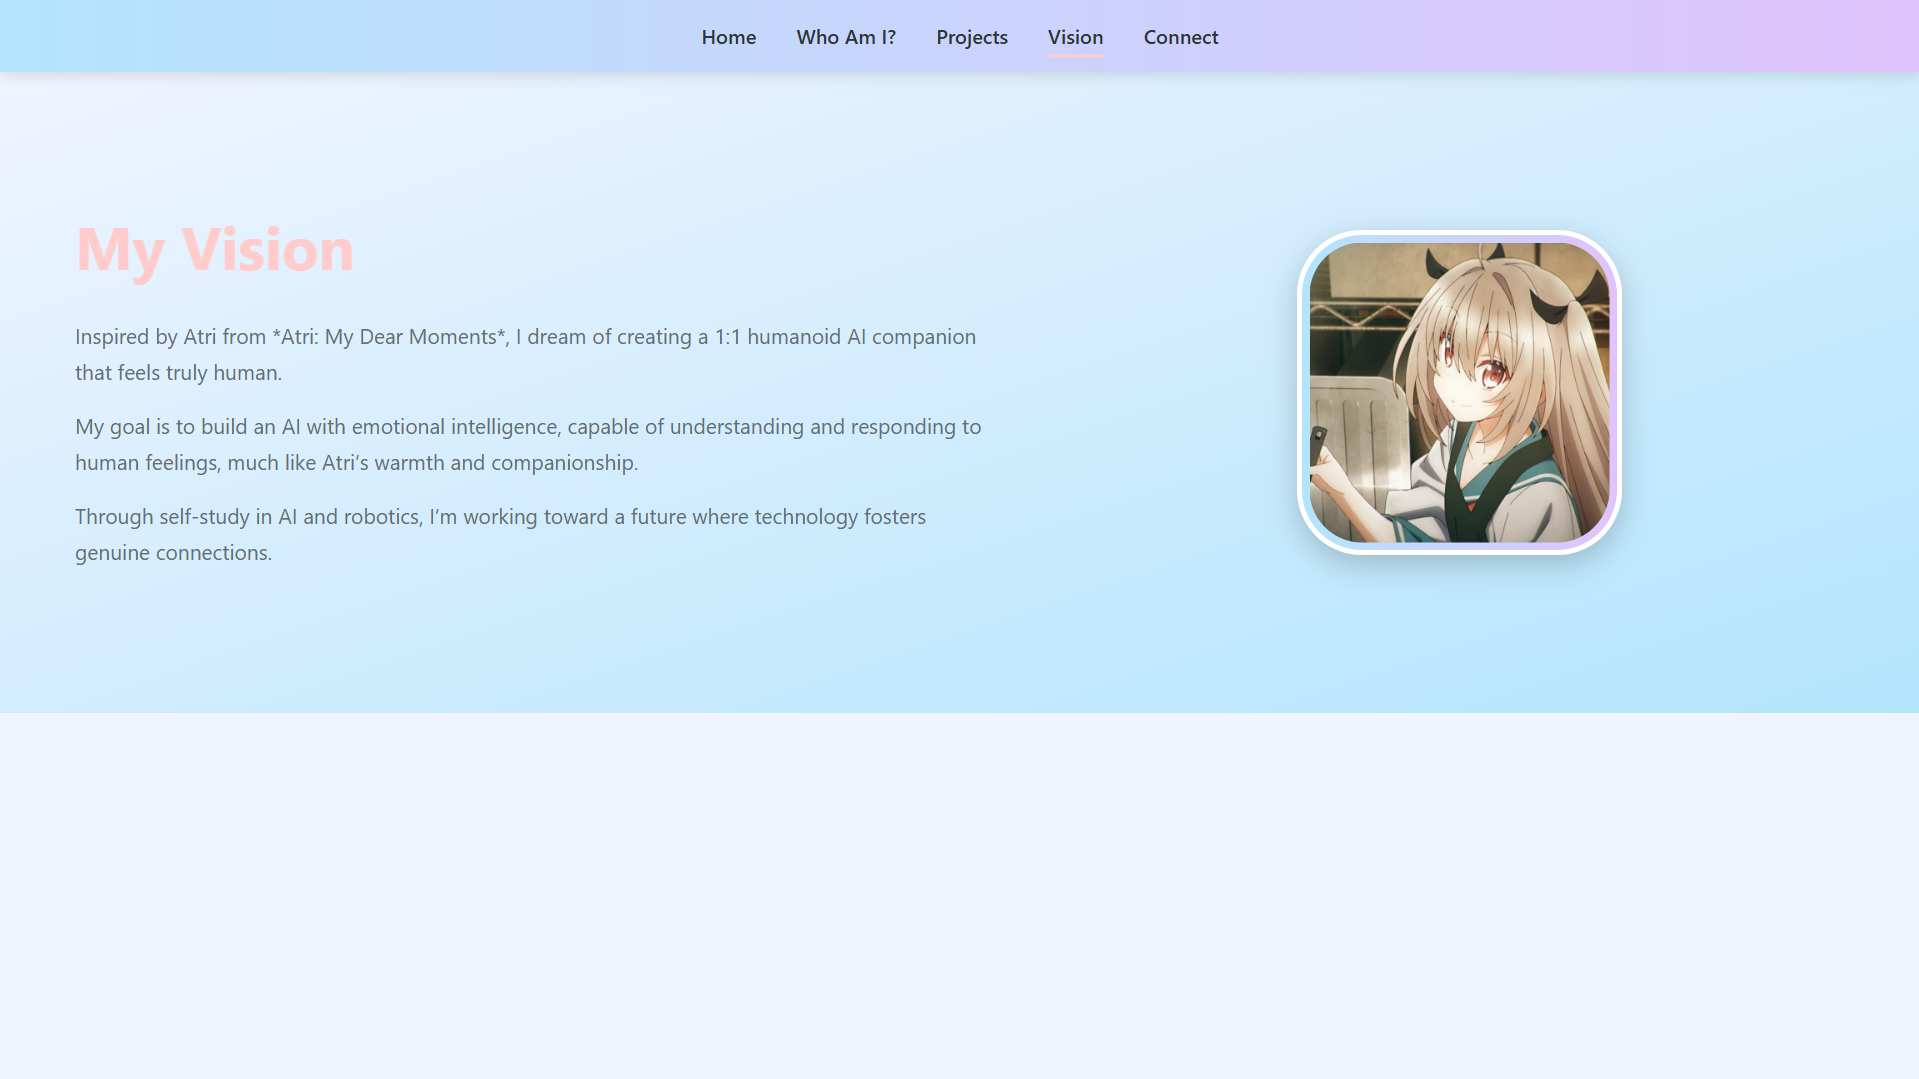 Home Who Am I? Projects Vision Connect
My Vision
Inspired by Atri from *Atri: My Dear Moments*, I dream of creating a 1:1 humanoid AI companion
that feels truly human.
My goal is to build an AI with emotional intelligence, capable of understanding and responding to
human feelings, much like Atri’s warmth and companionship.
Through self-study in AI and robotics, I’m working toward a future where technology fosters
genuine connections.